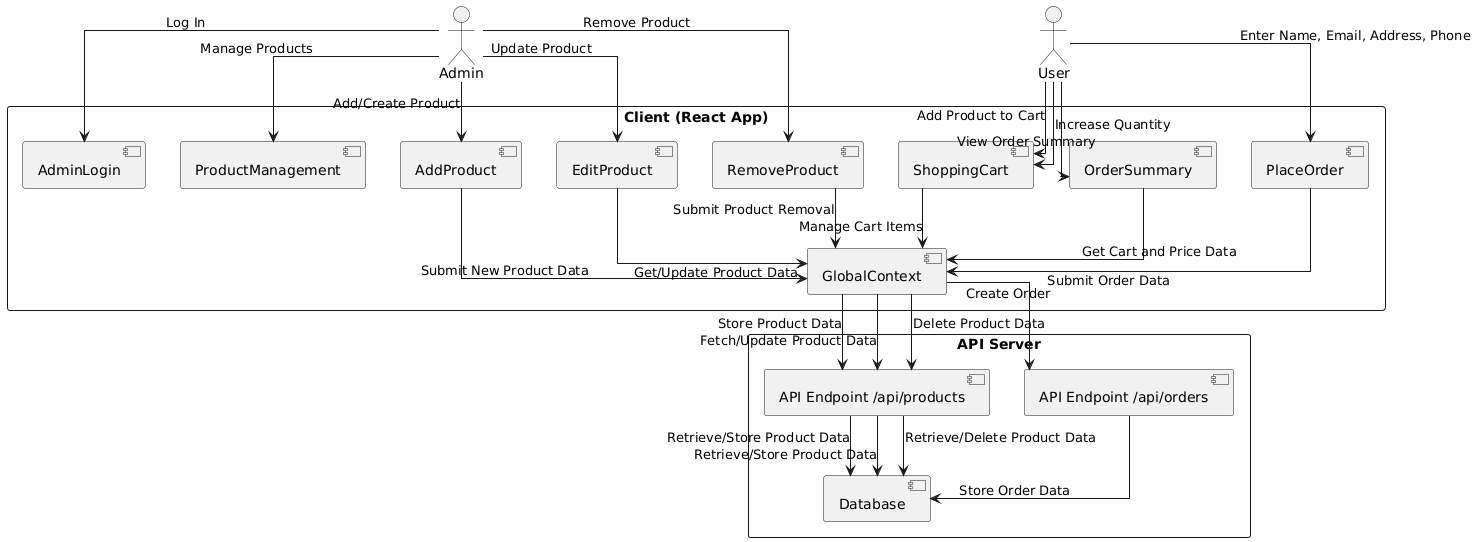 Log In
Remove Product
Enter Name, Email, Address, Phone
Manage Products
Update Product
Admin
User
Add/Create Product
Client (React App)
Add Product to Cart
Increase Quantity
View Order Summary
AdminLogin
ProductManagement
AddProduct
EditProduct
RemoveProduct
ShoppingCart
OrderSummary
PlaceOrder
Submit Product Removal
Manage Cart Items
Get Cart and Price Data
Submit New Product Data
Get/Update Product Data
GlobalContext
Submit Order Data
Create Order
Store Product Data
Delete Product Data
Fetch/Update Product Data
API Server
API Endpoint /api/products
API Endpoint /api/orders
Retrieve/Store Product Data
Retrieve/Delete Product Data
Retrieve/Store Product Data
Store Order Data
Database